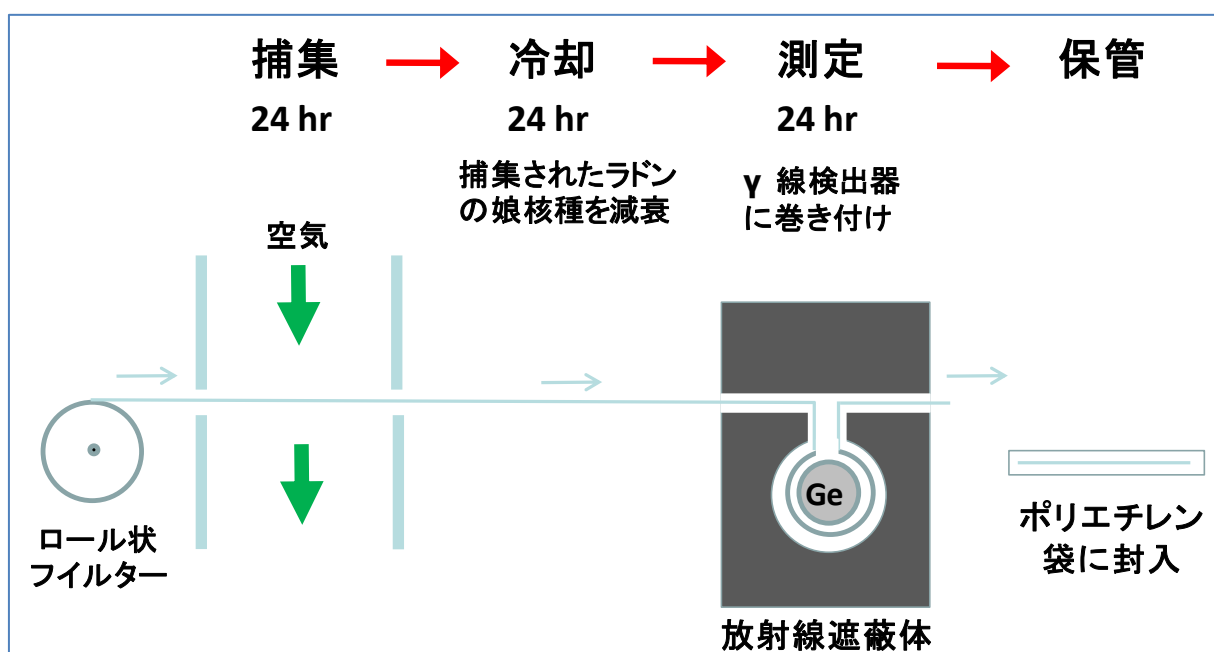 捕集
冷却
測定
保管
24 hr
24 hr
24 hr
捕集されたラドン
の娘核種を減衰
γ 線検出器
に巻き付け
空気
Ge
ロール状
フイルター
ポリエチレン
袋に封入
放射線遮蔽体